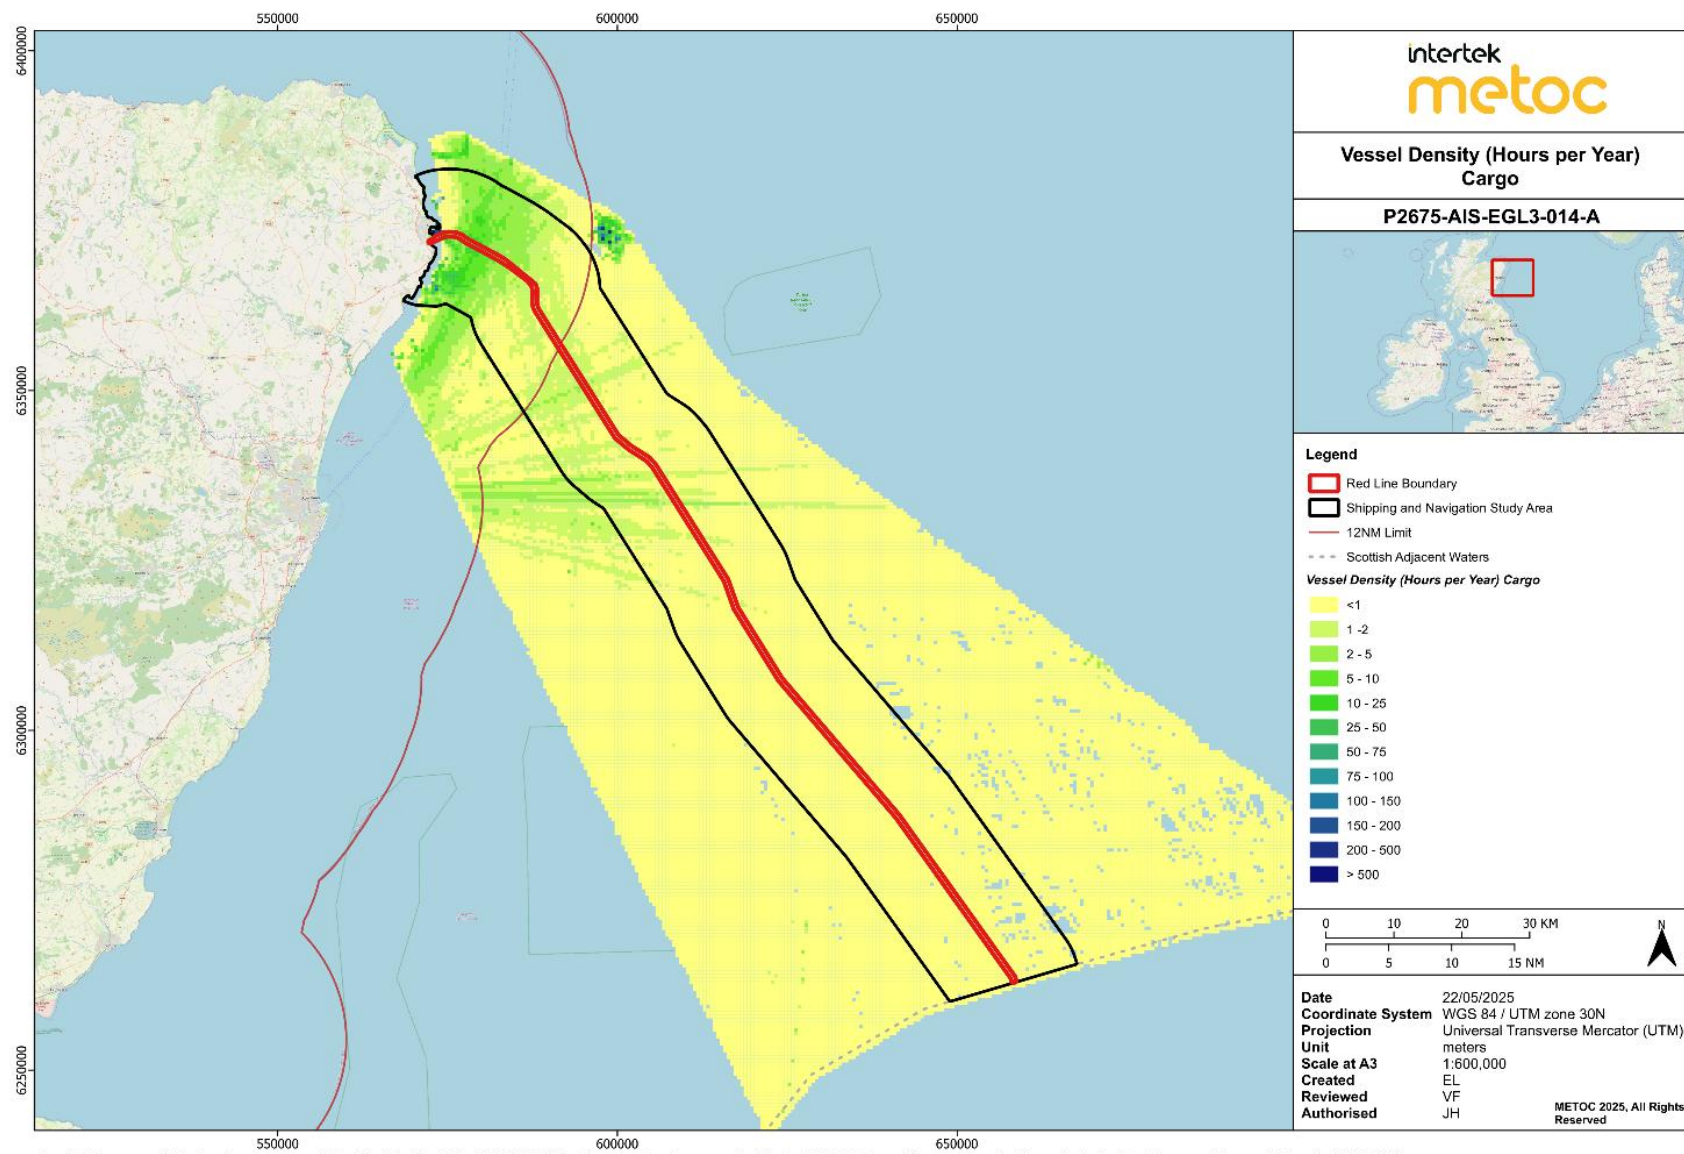 550000
600000
650000
6400000
6350000
6300000
6250000
550000
600000
650000
intertek
metoc
Vessel Density (Hours per Year)
Cargo
P2675-AIS-EGL3-014-A
Legend
Red Line Boundary
Shipping and Navigation Study Area
12NM Limit
Scottish Adjacent Waters
Vessel Density (Hours per Year) Cargo
<1
1 -2
2 - 5
5 - 10
10 - 25
25 - 50
50 - 75
75 - 100
100 - 150
150 - 200
200 - 500
> 500
0 10 20 30 KM
0 5 10 15 NM
N
Date 22/05/2025
Coordinate System WGS 84 / UTM zone 30N
Projection Universal Transverse Mercator (UTM)
Unit meters
Scale at A3 1:600,000
Created EL
Reviewed VF
Authorised JH
METOC 2025, All Rights
Reserved